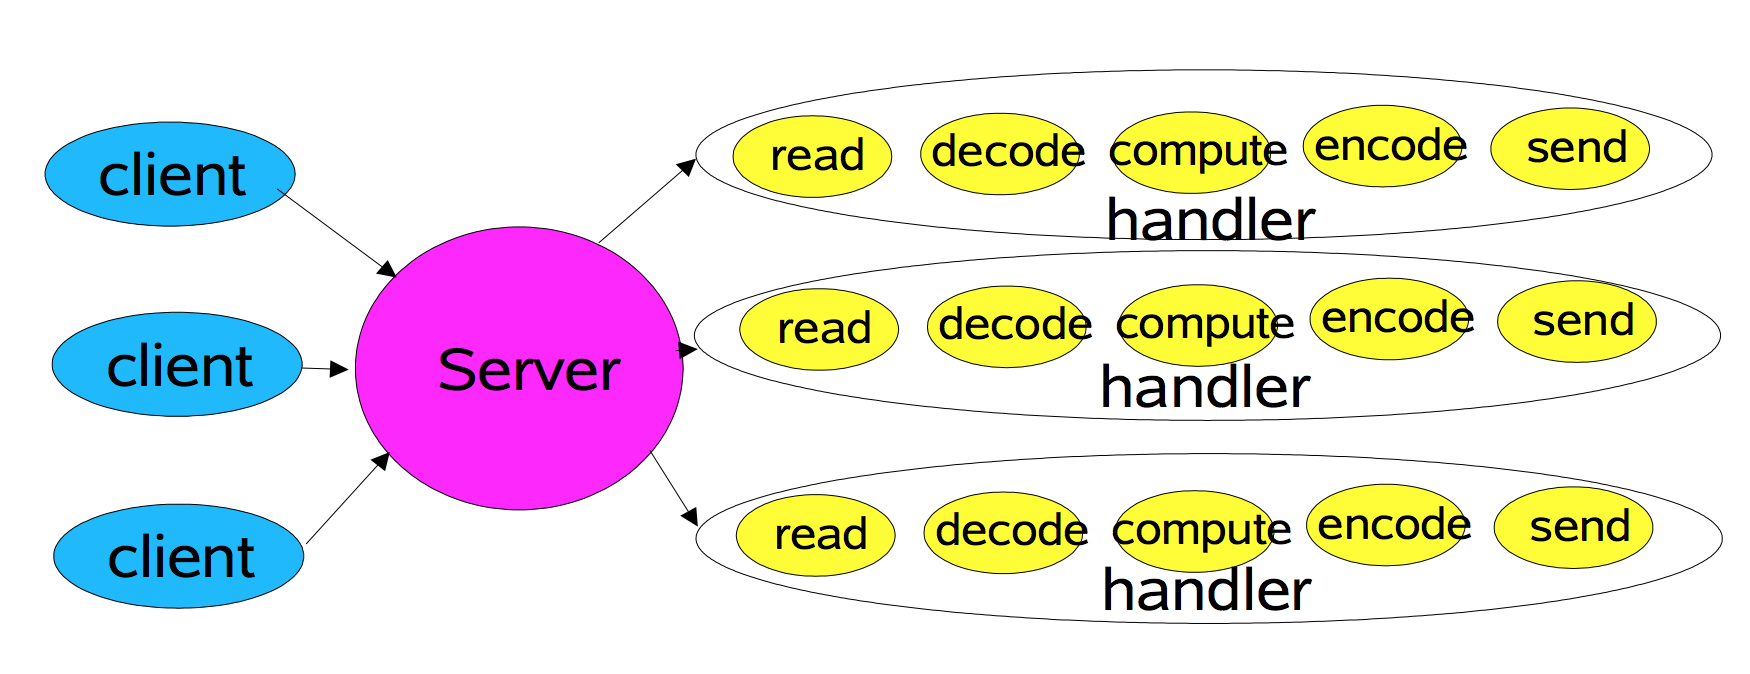 client
client
client
Server
read decode compute encode send
handler
read decode compute encode send
handler
read decode compute encode send
handler